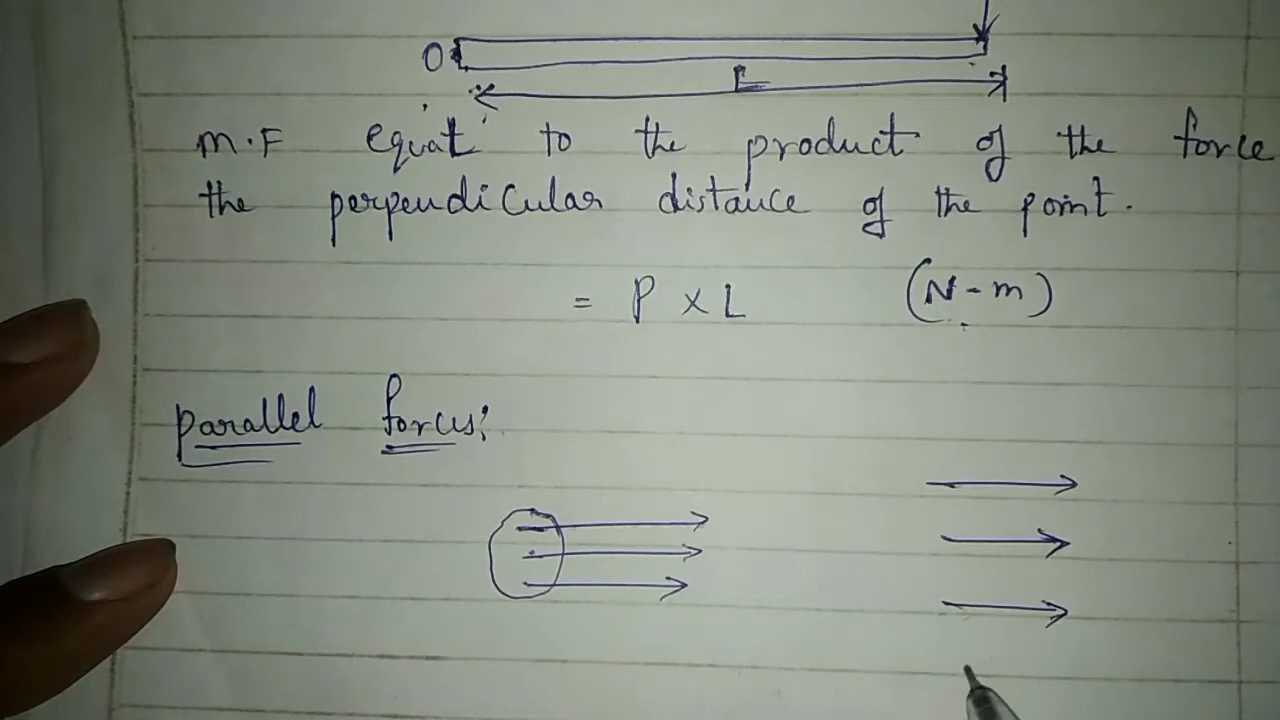 O
L
M.F equal to the product of the force
the perpendicular distance of the point.
= P × L (N-m)
parallel forces: